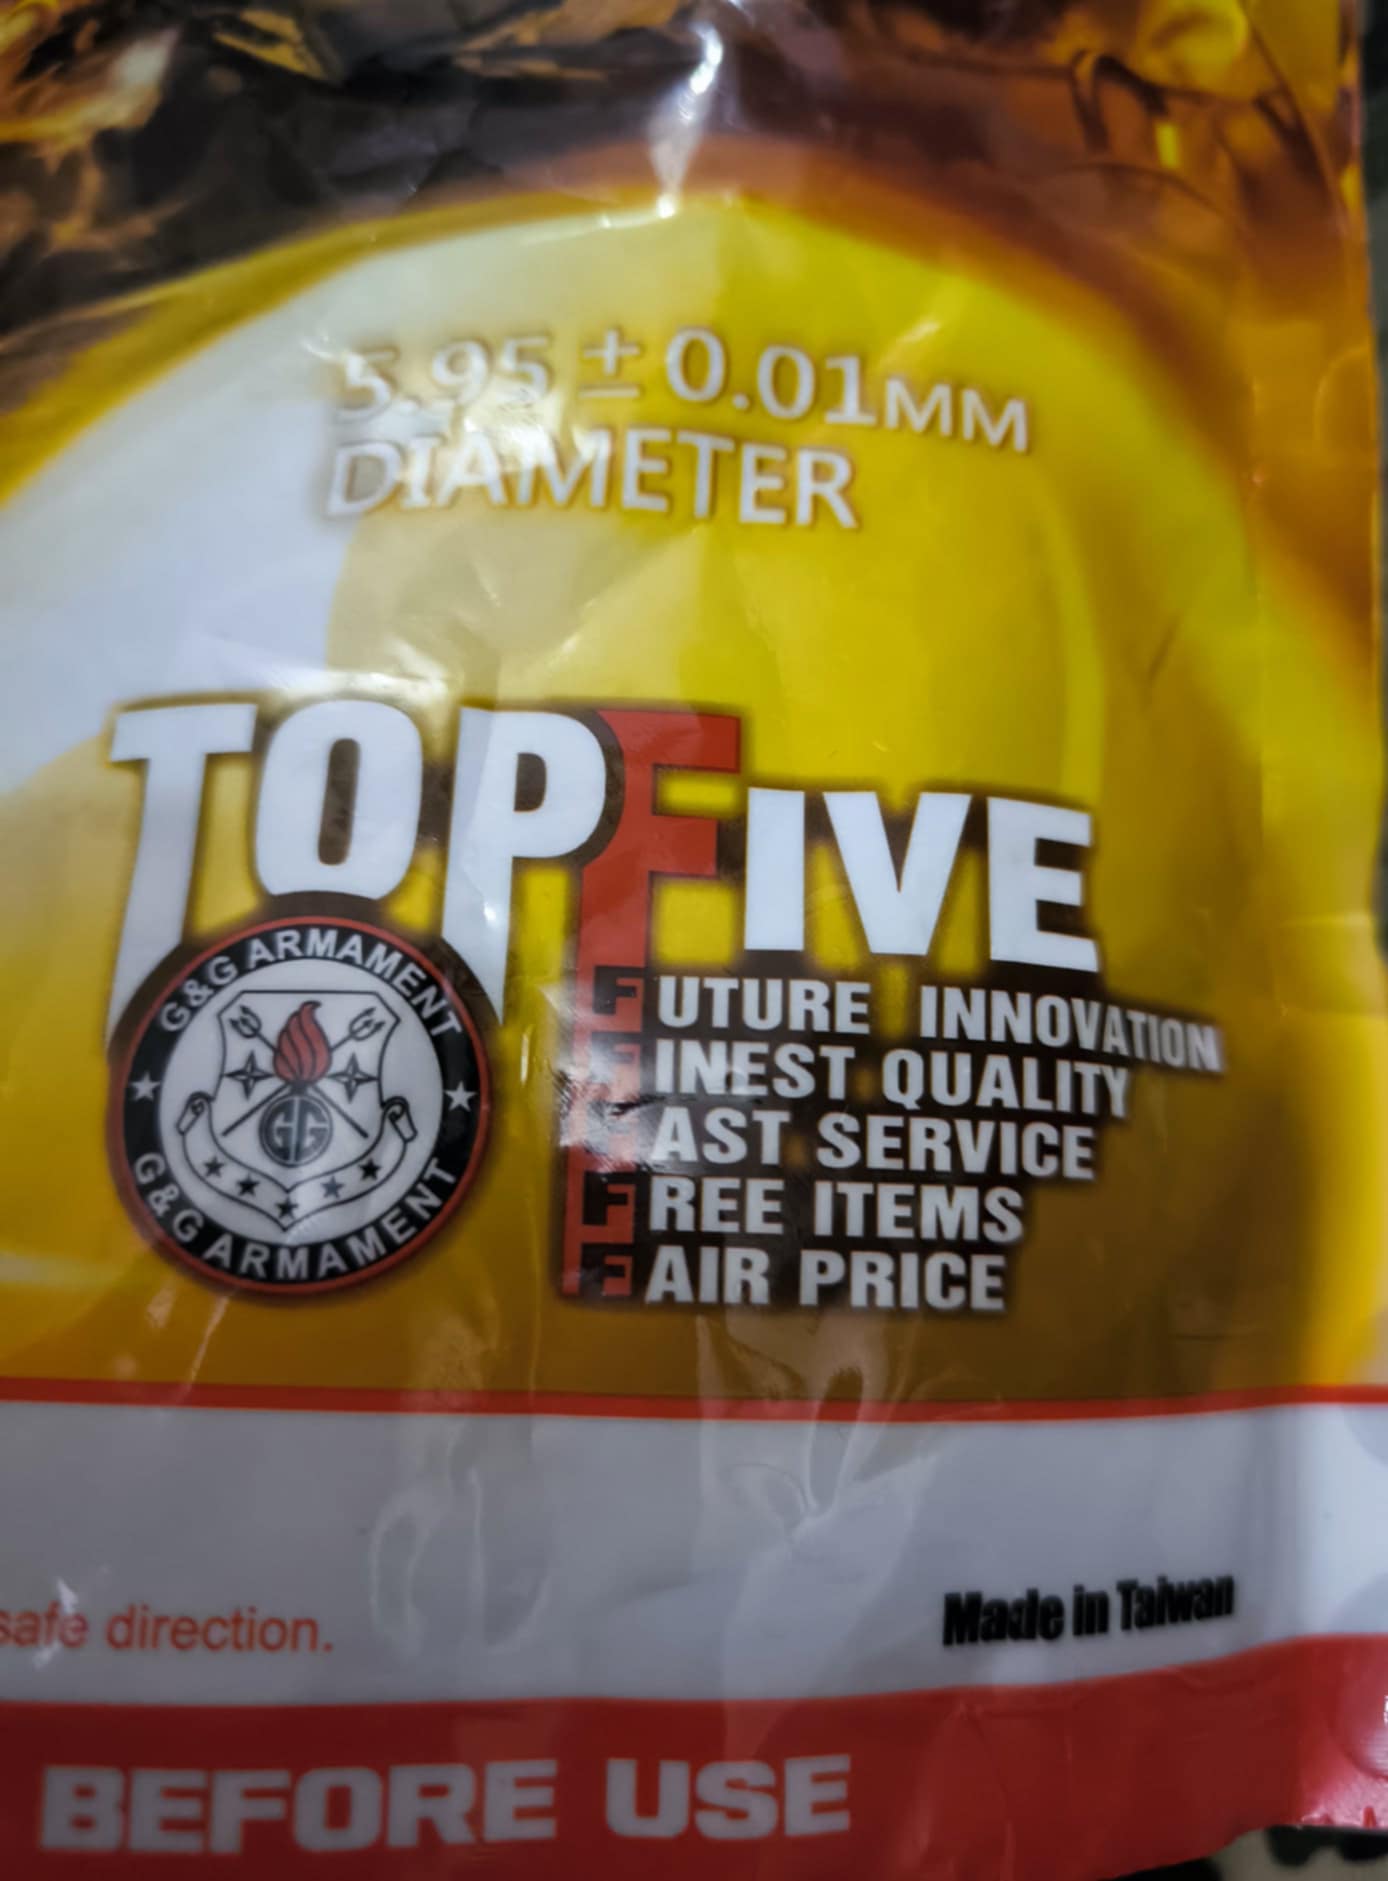 5.95 ± 0.01MM
DIAMETER
TOPFIVE
G&G ARMAMENT
GG
G&G ARMAMENT
FUTURE INNOVATION
FINEST QUALITY
FAST SERVICE
FREE ITEMS
FAIR PRICE
safe direction.
Made in Taiwan
BEFORE USE